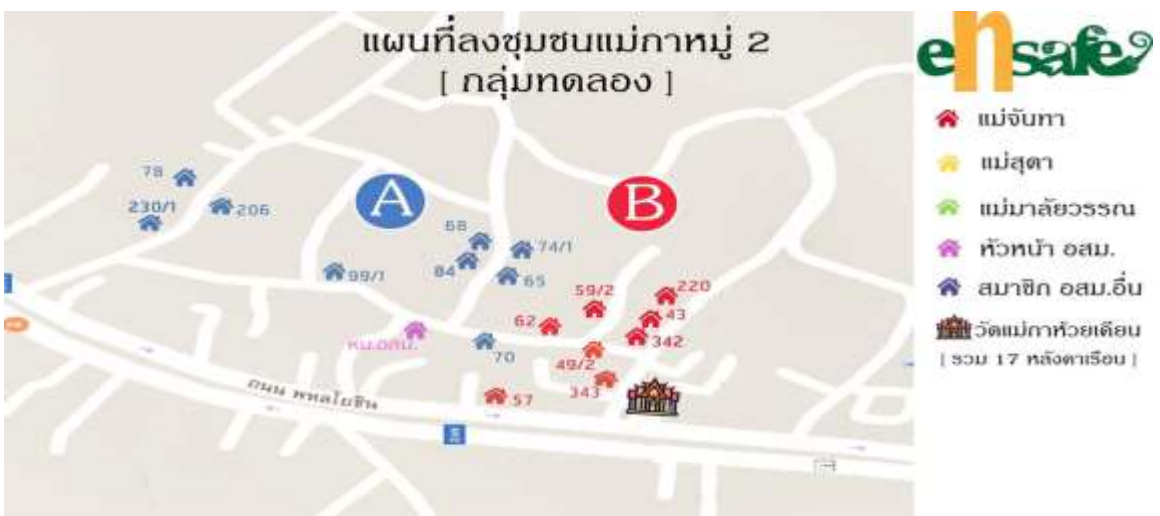 แผนที่ลงชุมชนแม่กาหมู่ 2
[ กลุ่มทดลอง ]
ensafe
แม่จันทา
แม่สุดา
แม่มาลัยวรรณ
หัวหน้า อสม.
สมาชิก อสม.อื่น
วัดแม่กาห้วยเคียน
[ รวม 17 หลังคาเรือน ]
A
B
78
230/1
206
68
74/1
84
65
99/1
59/2
220
62
43
342
หน.อสม.
70
49/2
343
57
ถนน พหลโยธิน